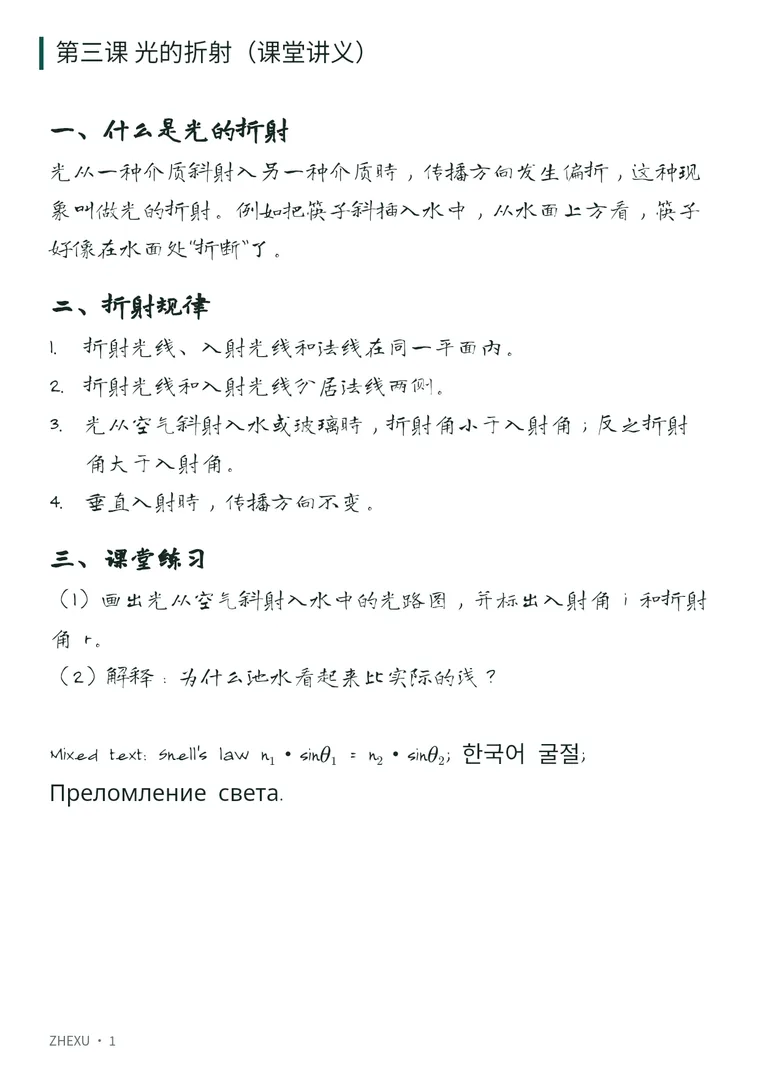 第三课 光的折射（课堂讲义）
一、什么是光的折射
光从一种介质斜射入另一种介质時，传播方向发生偏折，这种现
象叫做光的折射。例如把筷子斜插入水中，从水面上方看，筷子
好像在水面处“折断”了。
二、折射规律
1. 折射光线、入射光线和法线在同一平面内。
2. 折射光线和入射光线分居法线两侧。
3. 光从空气斜射入水或玻璃時，折射角小于入射角；反之折射
角大于入射角。
4. 垂直入射時，传播方向不变。
三、课堂练习
（1）画出光从空气斜射入水中的光路图，并标出入射角 i 和折射
角 r。
（2）解释：为什么池水看起来比实际的浅？
Mixed text: Snell's law n₁ • sinθ₁ = n₂ • sinθ₂; 한국어 굴절;
Преломление света.
ZHEXU • 1